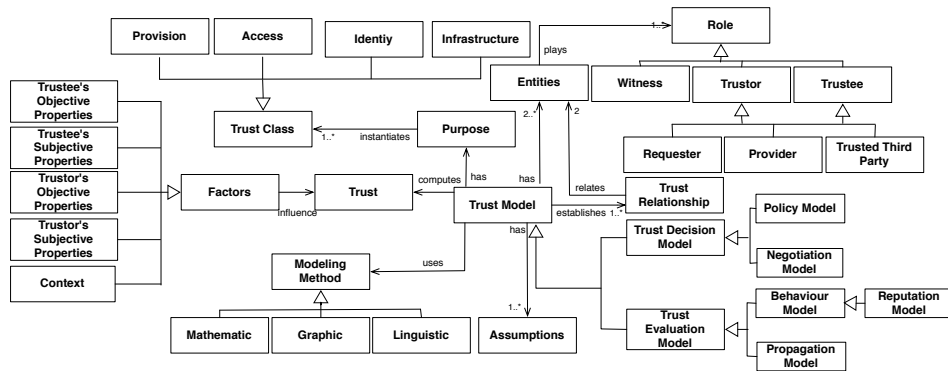 Provision
Access
Identiy
Infrastructure
1..*
Role
plays
Entities
Witness
Trustor
Trustee
Trustee's
Objective
Properties
Trustee's
Subjective
Properties
Trustor's
Objective
Properties
Trustor's
Subjective
Properties
Context
Trust Class
1..*
instantiates
Purpose
2..*
2
Requester
Provider
Trusted Third
Party
Factors
influence
Trust
computes
has
has
relates
Trust Model
has
establishes
1..*
Trust
Relationship
Policy Model
Trust Decision
Model
Negotiation
Model
Modeling
Method
uses
1..*
Mathematic
Graphic
Linguistic
Assumptions
Trust
Evaluation
Model
Behaviour
Model
Reputation
Model
Propagation
Model